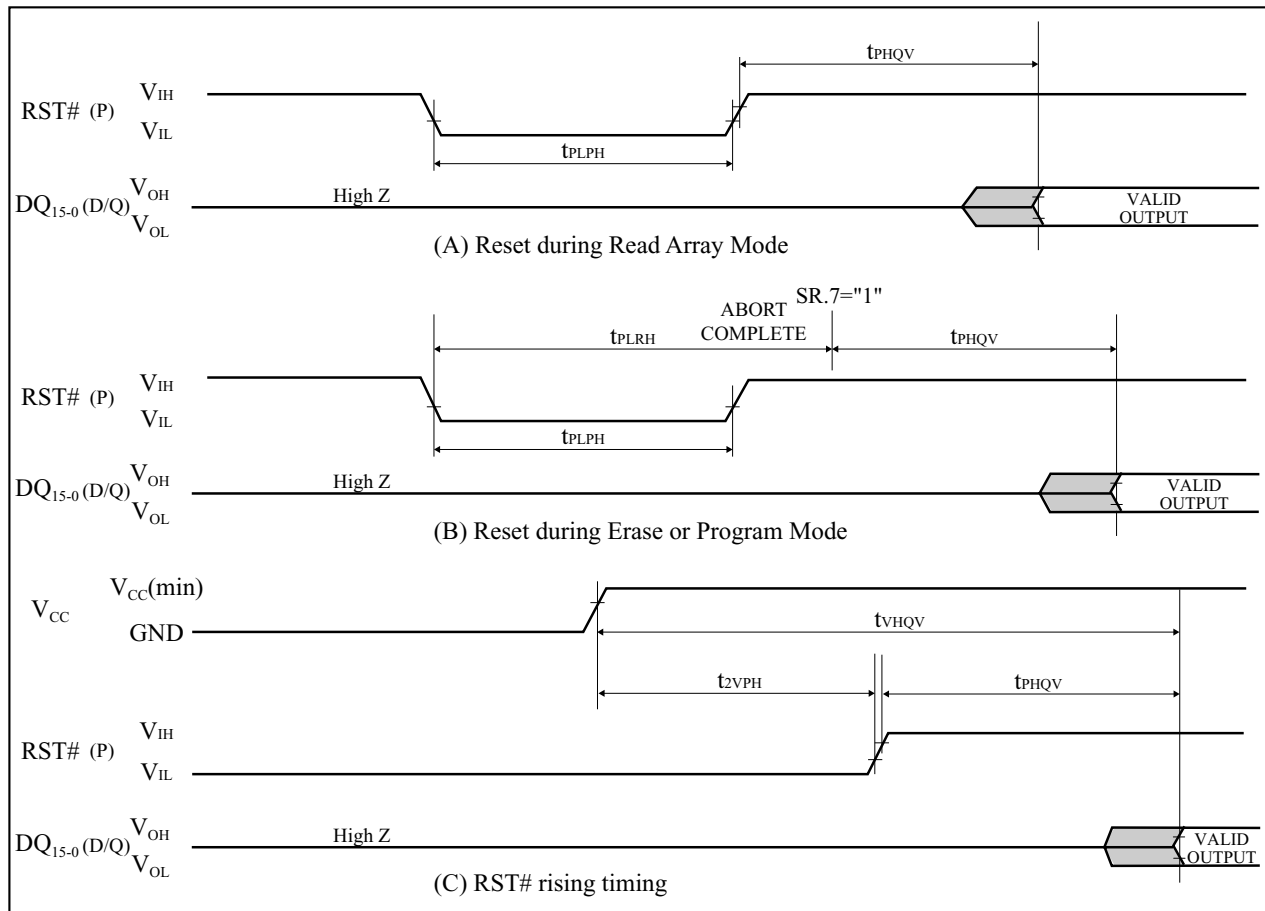 tPHQV
VIH
RST# (P)
VIL
tPLPH
VOH
DQ15-0 (D/Q)
High Z
VALID
OUTPUT
VOL
(A) Reset during Read Array Mode
SR.7="1"
ABORT
COMPLETE
tPLRH
tPHQV
VIH
RST# (P)
VIL
tPLPH
VOH
DQ15-0 (D/Q)
High Z
VALID
OUTPUT
VOL
(B) Reset during Erase or Program Mode
VCC(min)
VCC
GND
tVHQV
t2VPH
tPHQV
VIH
RST# (P)
VIL
VOH
DQ15-0 (D/Q)
High Z
VALID
OUTPUT
VOL
(C) RST# rising timing